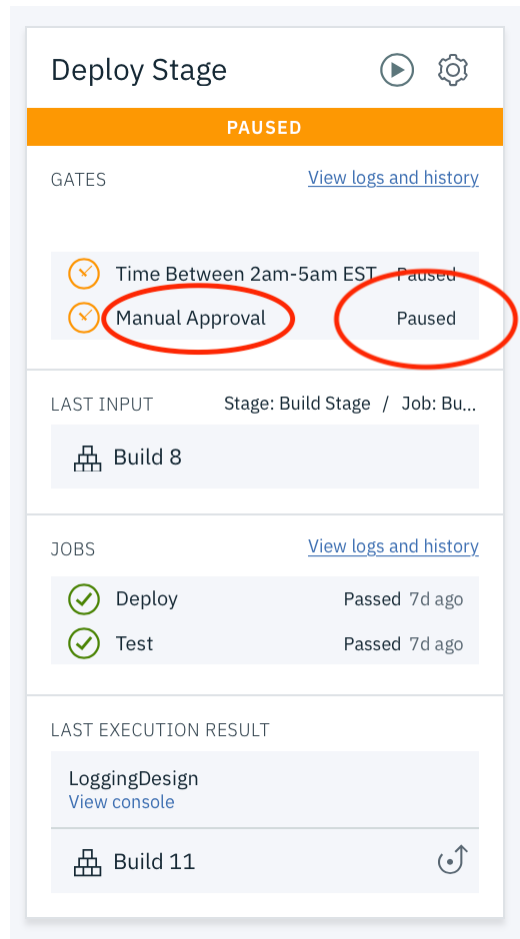 Deploy Stage
PAUSED
GATES View logs and history
Time Between 2am-5am EST Paused
Manual Approval Paused
LAST INPUT Stage: Build Stage / Job: Bu...
Build 8
JOBS View logs and history
Deploy Passed 7d ago
Test Passed 7d ago
LAST EXECUTION RESULT
LoggingDesign
View console
Build 11